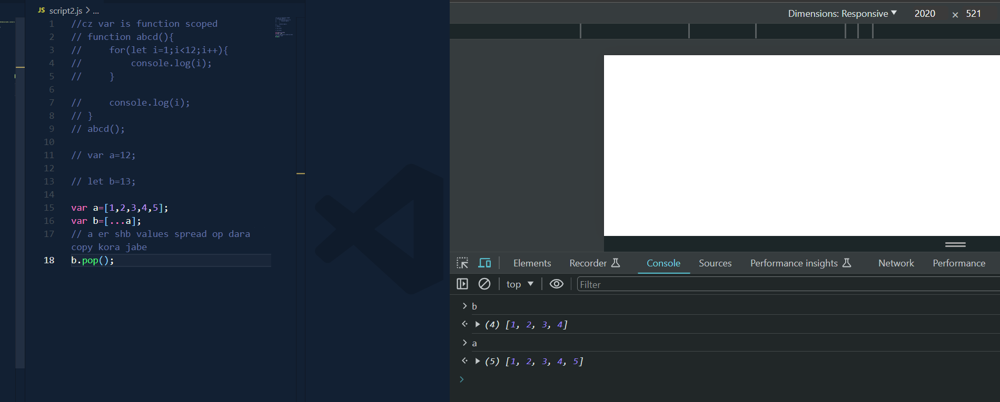 JS script2.js > ...
1 //cz var is function scoped
2 // function abcd(){
3 //     for(let i=1;i<12;i++){
4 //         console.log(i);
5 //     }
6
7 //     console.log(i);
8 // }
9 // abcd();
10
11 // var a=12;
12
13 // let b=13;
14
15 var a=[1,2,3,4,5];
16 var b=[...a];
17 // a er shb values spread op dara
copy kora jabe
18 b.pop();
Dimensions: Responsive ▼ 2020 × 521
Elements Recorder Console Sources Performance insights Network Performance
top ▼ Filter
> b
(4) [1, 2, 3, 4]
> a
(5) [1, 2, 3, 4, 5]
>